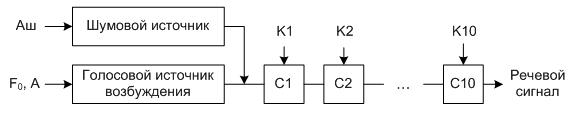 Аш
Шумовой источник
K1
K2
K10
F₀, А
Голосовой источник
возбуждения
C1
C2
...
C10
Речевой
сигнал